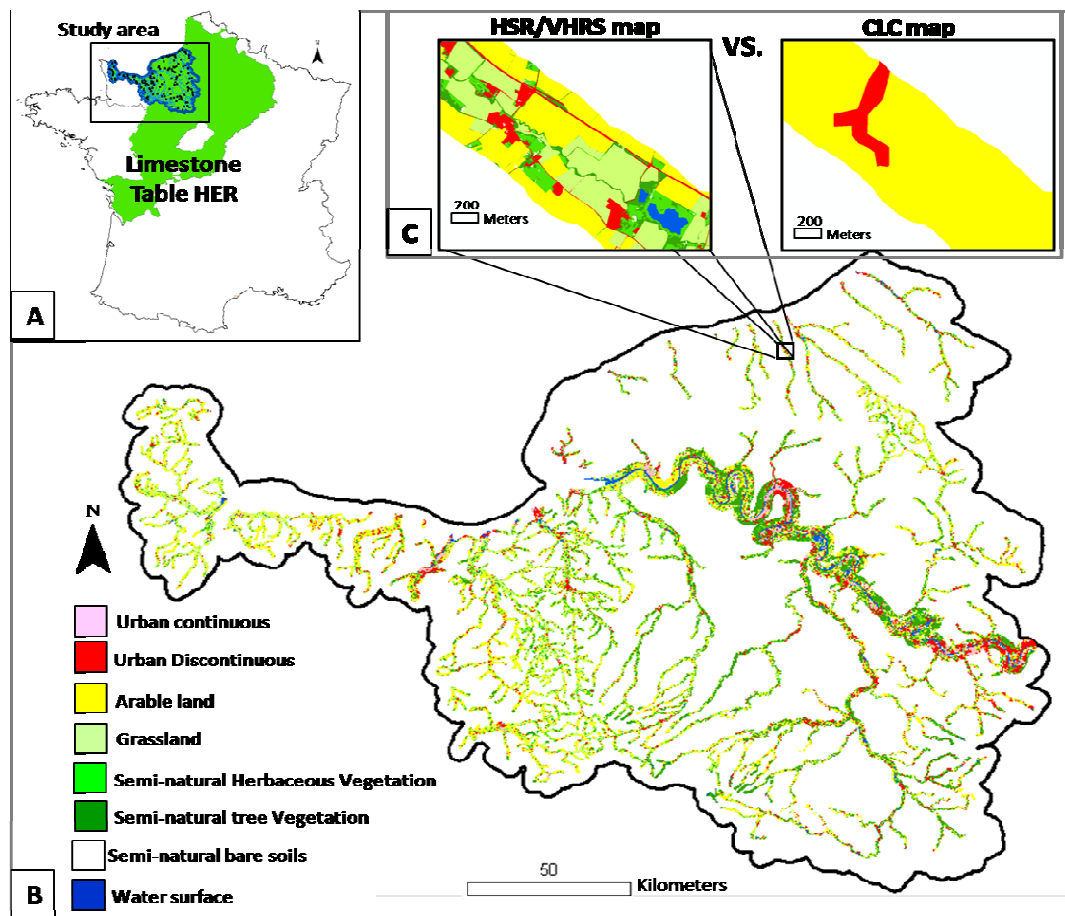 Study area
N
Limestone
Table HER
A
HSR/VHRS map
VS.
CLC map
200
Meters
C
200
Meters
N
Urban continuous
Urban Discontinuous
Arable land
Grassland
Semi-natural Herbaceous Vegetation
Semi-natural tree Vegetation
Semi-natural bare soils
Water surface
B
50
Kilometers